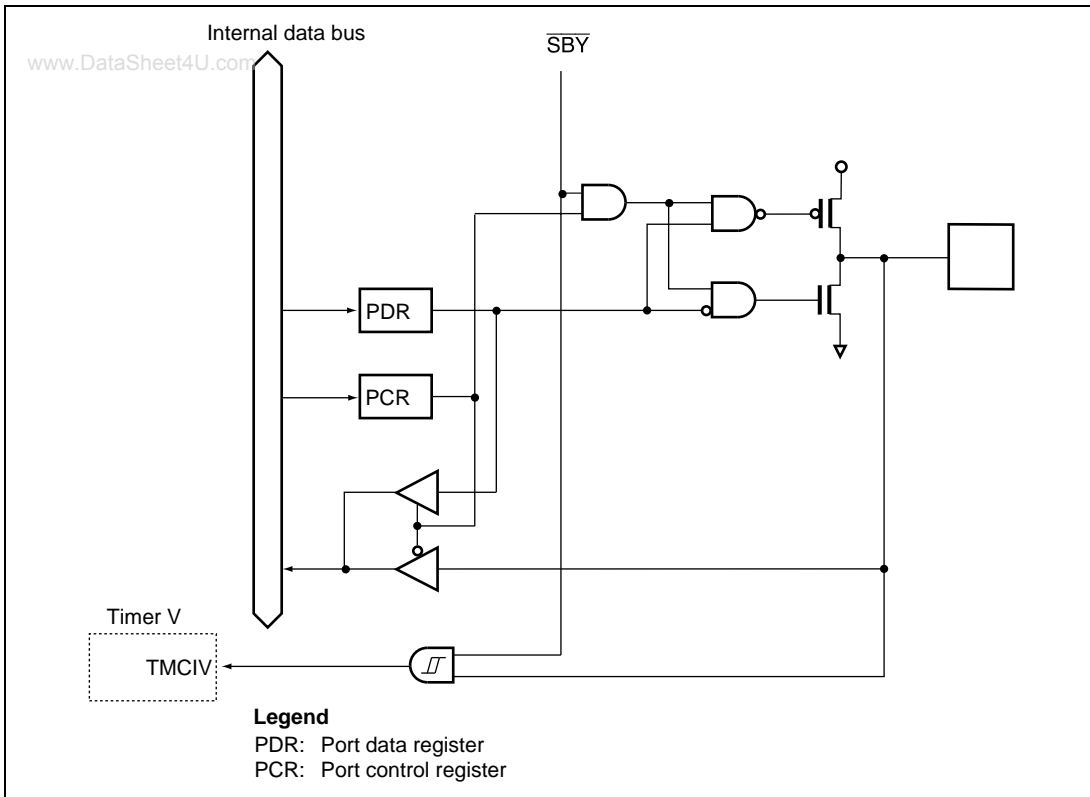 Internal data bus
www.DataSheet4U.com
SBY
PDR
PCR
Timer V
TMCIV
Legend
PDR: Port data register
PCR: Port control register